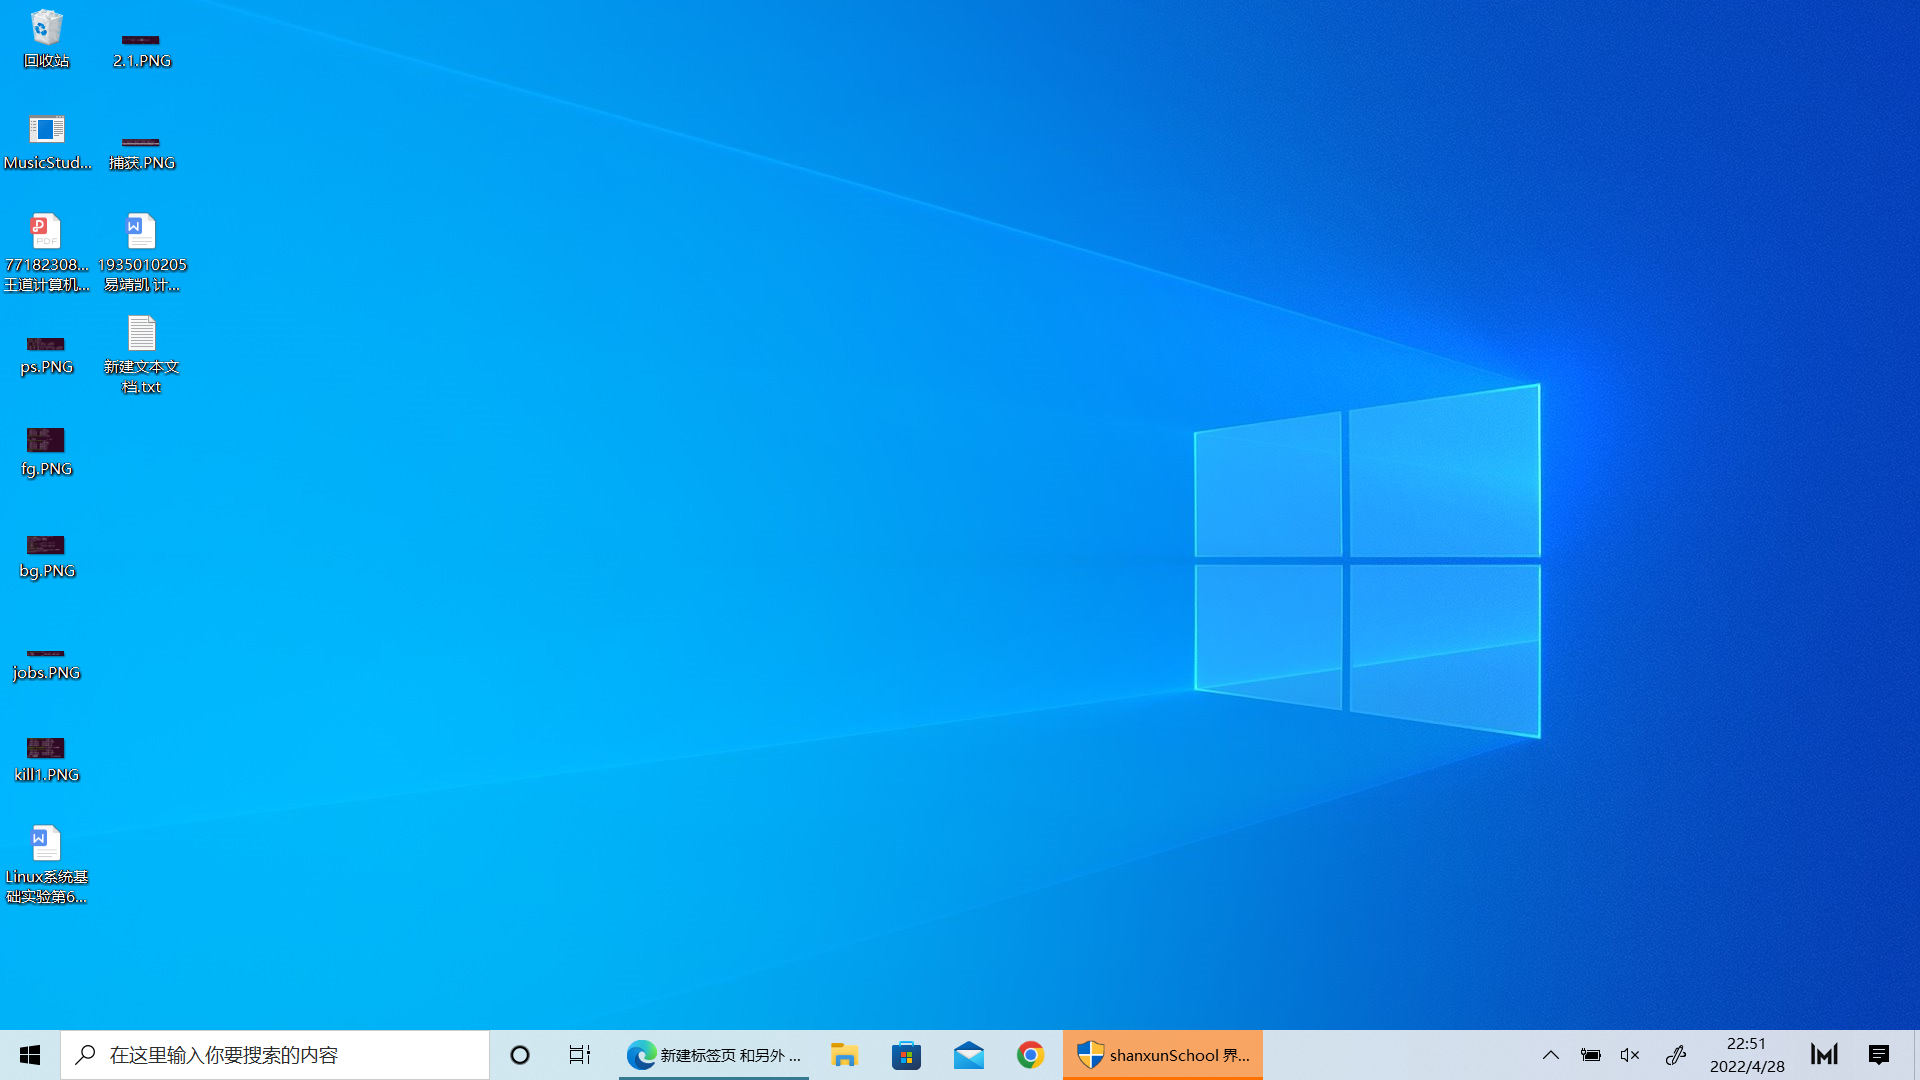 回收站
2.1.PNG
MusicStud...
捕获.PNG
77182308...
王道计算机...
1935010205
易靖凯 计...
ps.PNG
新建文本文
档.txt
fg.PNG
bg.PNG
jobs.PNG
kill1.PNG
Linux系统基
础实验第6...
在这里输入你要搜索的内容
新建标签页 和另外 ...
shanxunSchool 界...
22:51
2022/4/28